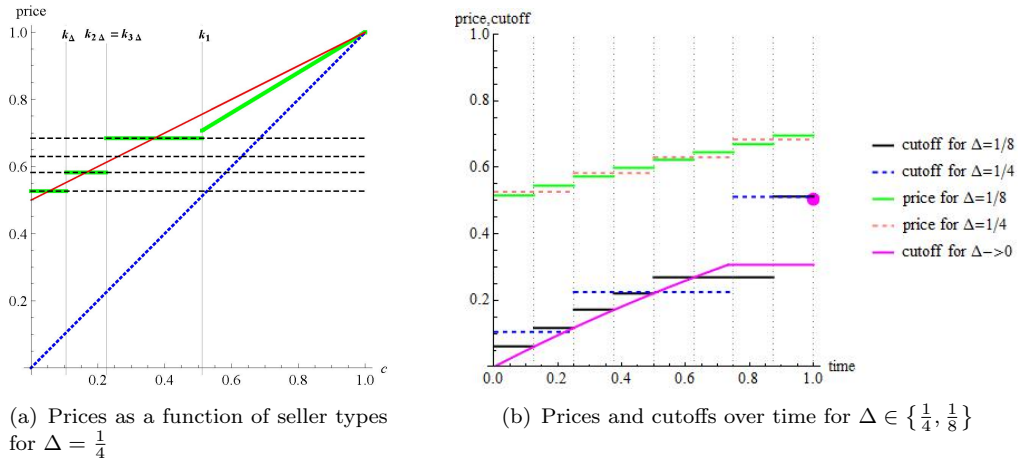 price
k_Δ k_{2Δ} = k_{3Δ} k_1
1.0
0.8
0.6
0.4
0.2
0.2 0.4 0.6 0.8 1.0 c
(a) Prices as a function of seller types
for Δ = 1/4
price,cutoff
1.0
0.8
0.6
0.4
0.2
0.0 0.2 0.4 0.6 0.8 1.0 time
cutoff for Δ=1/8
cutoff for Δ=1/4
price for Δ=1/8
price for Δ=1/4
cutoff for Δ->0
(b) Prices and cutoffs over time for Δ ∈ {1/4, 1/8}